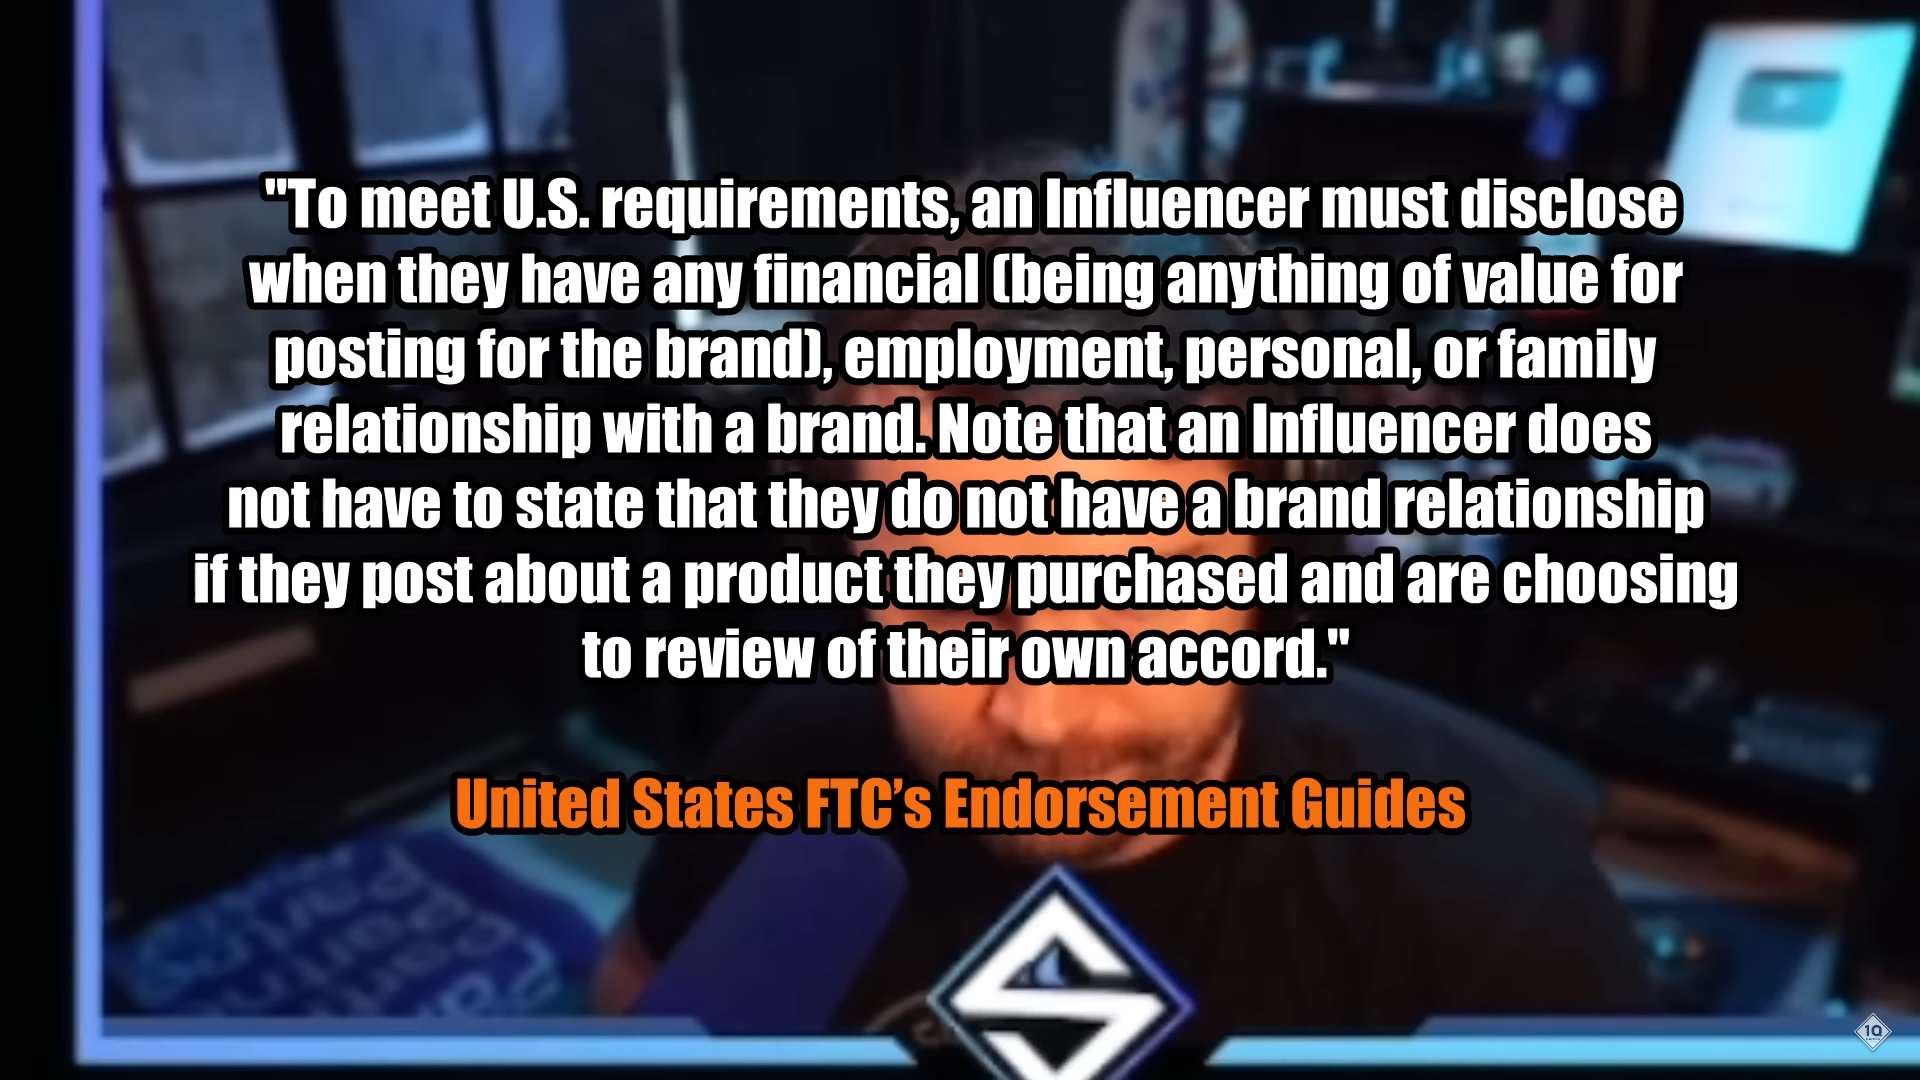 "To meet U.S. requirements, an Influencer must disclose
when they have any financial (being anything of value for
posting for the brand), employment, personal, or family
relationship with a brand. Note that an Influencer does
not have to state that they do not have a brand relationship
if they post about a product they purchased and are choosing
to review of their own accord."
United States FTC’s Endorsement Guides
1Q